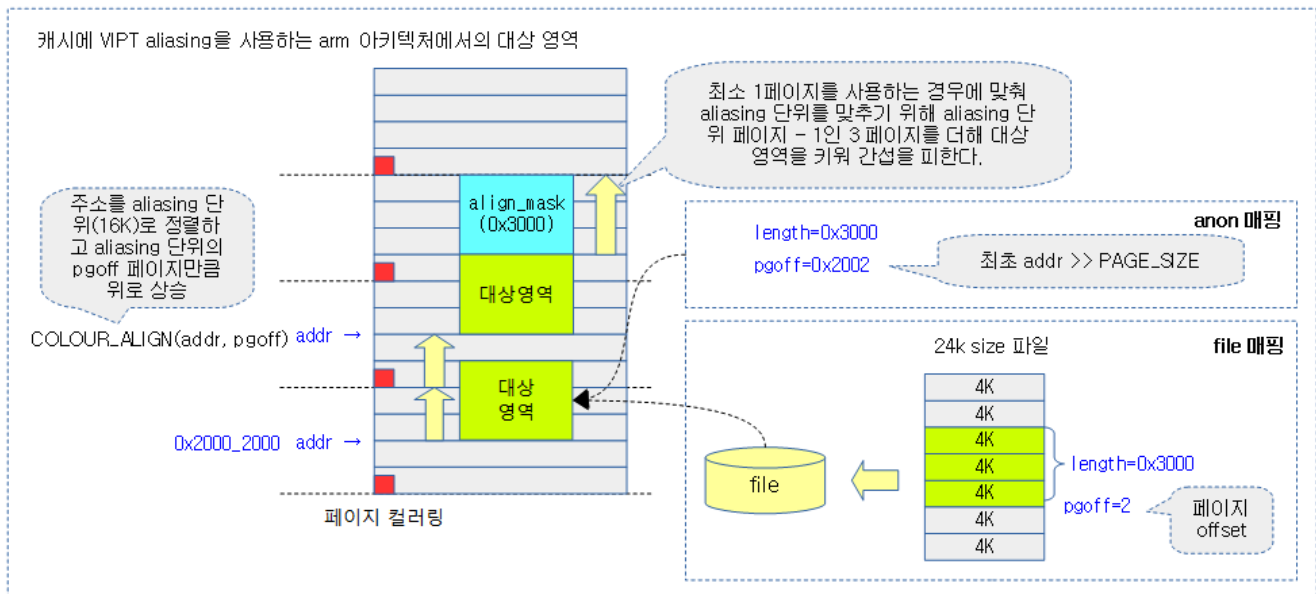 캐시에 VIPT aliasing을 사용하는 arm 아키텍처에서의 대상 영역
최소 1페이지를 사용하는 경우에 맞춰
aliasing 단위를 맞추기 위해 aliasing 단
위 페이지 - 1인 3 페이지를 더해 대상
영역을 키워 간섭을 피한다.
주소를 aliasing 단
위(16K)로 정렬하
고 aliasing 단위의
pgoff 페이지만큼
위로 상승
align_mask
(0x3000)
대상영역
COLOUR_ALIGN(addr, pgoff) addr →
대상
영역
0x2000_2000 addr →
페이지 컬러링
anon 매핑
length=0x3000
pgoff=0x2002
최초 addr >> PAGE_SIZE
file 매핑
24k size 파일
4K
4K
4K
4K
4K
4K
4K
length=0x3000
pgoff=2
페이지
offset
file